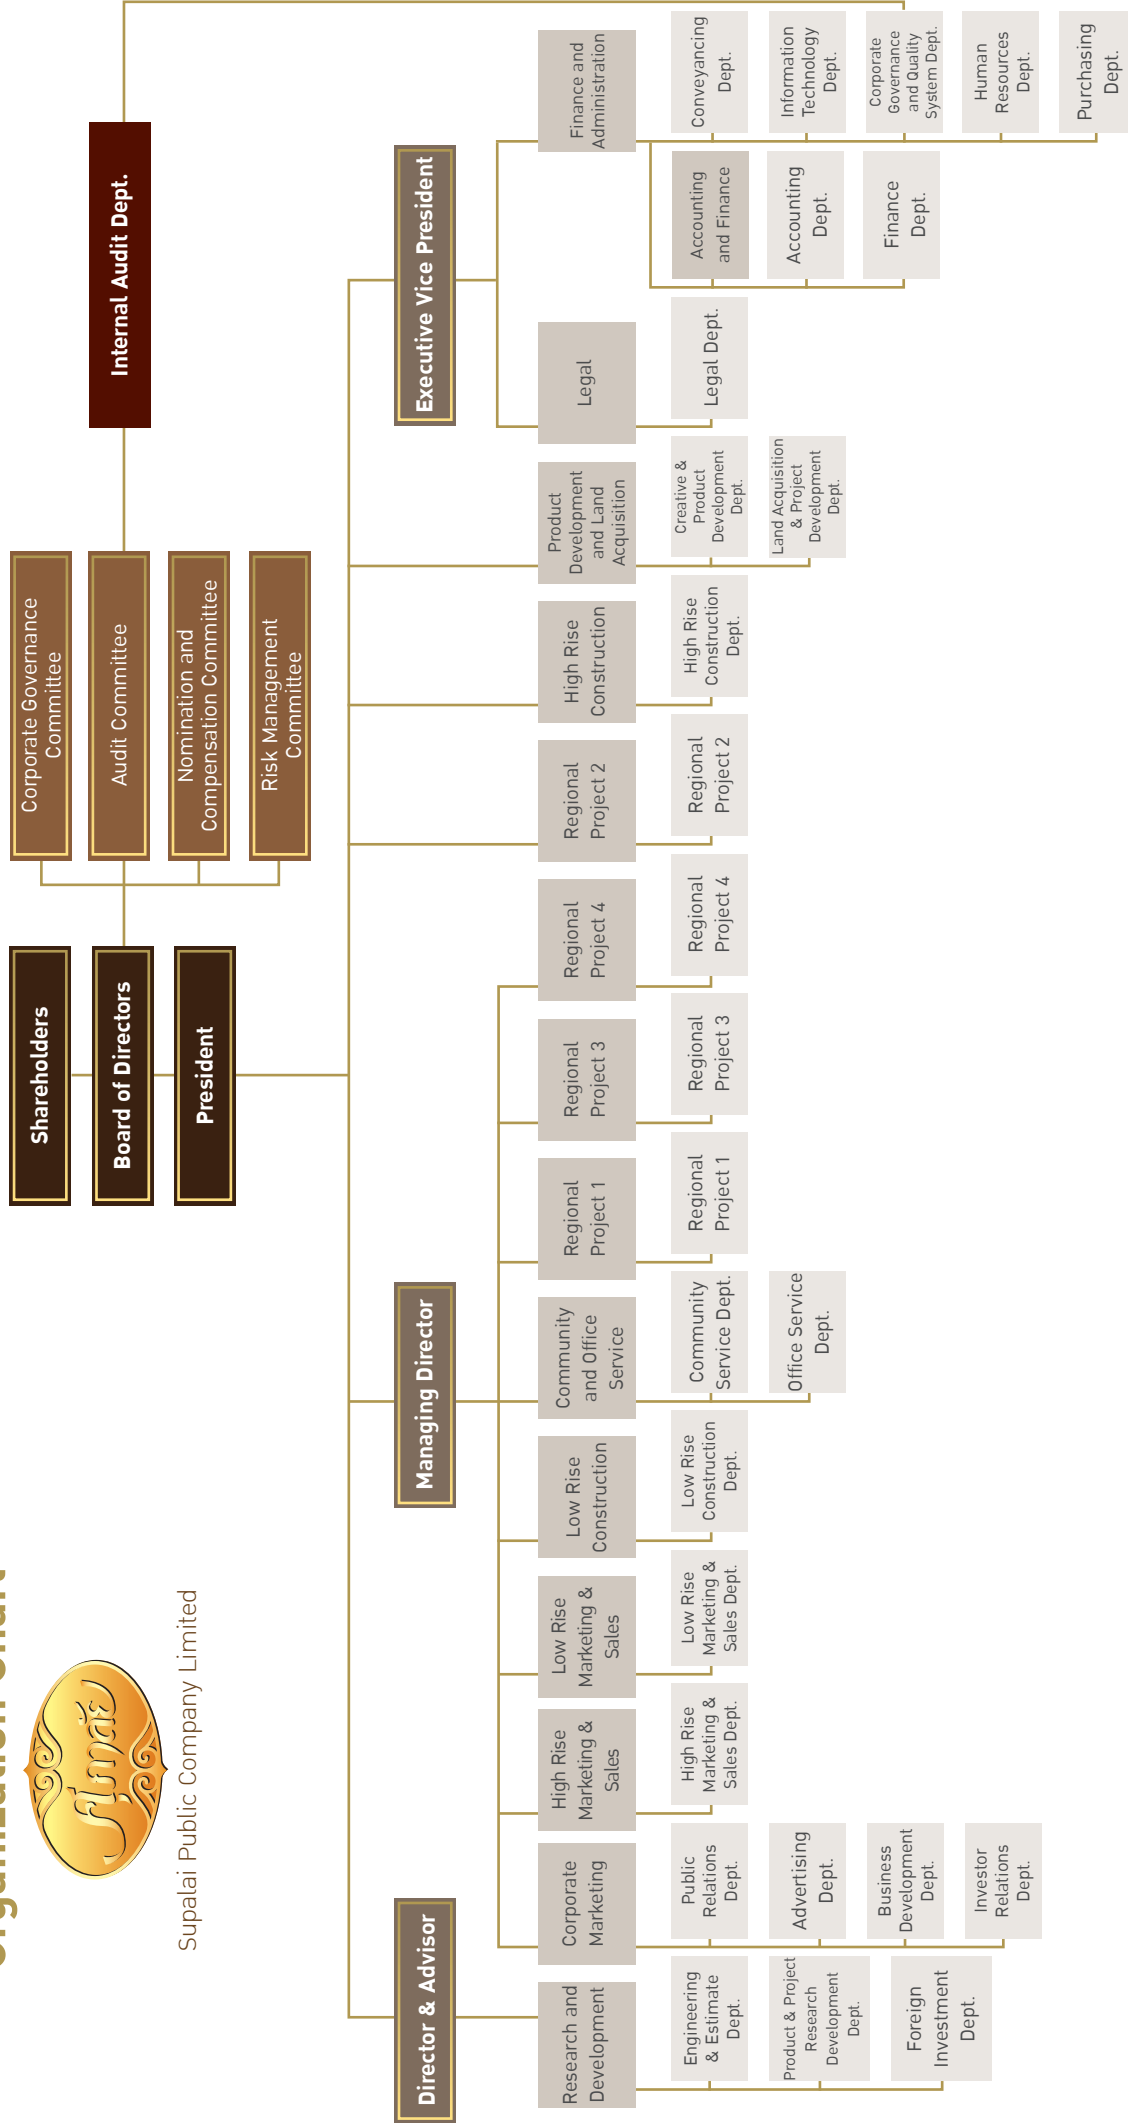 Organization Chart
ศุภาลัย
Supalai Public Company Limited
Shareholders
Board of Directors
President
Corporate Governance
Committee
Audit Committee
Nomination and
Compensation Committee
Risk Management
Committee
Internal Audit Dept.
Director & Advisor
Managing Director
Executive Vice President
Research and
Development
Corporate
Marketing
High Rise
Marketing &
Sales
Low Rise
Marketing &
Sales
Low Rise
Construction
Community
and Office
Service
Regional
Project 1
Regional
Project 3
Regional
Project 4
Regional
Project 2
High Rise
Construction
Product
Development
and Land
Acquisition
Legal
Finance and
Administration
Engineering
& Estimate
Dept.
Product & Project
Research
Development
Dept.
Foreign
Investment
Dept.
Public
Relations
Dept.
Advertising
Dept.
Business
Development
Dept.
Investor
Relations
Dept.
High Rise
Marketing &
Sales Dept.
Low Rise
Marketing &
Sales Dept.
Low Rise
Construction
Dept.
Community
Service Dept.
Office Service
Dept.
Regional
Project 1
Regional
Project 3
Regional
Project 4
Regional
Project 2
High Rise
Construction
Dept.
Creative &
Product
Development
Dept.
Land Acquisition
& Project
Development
Dept.
Legal Dept.
Accounting
and Finance
Accounting
Dept.
Finance
Dept.
Conveyancing
Dept.
Information
Technology
Dept.
Corporate
Governance
and Quality
System Dept.
Human
Resources
Dept.
Purchasing
Dept.